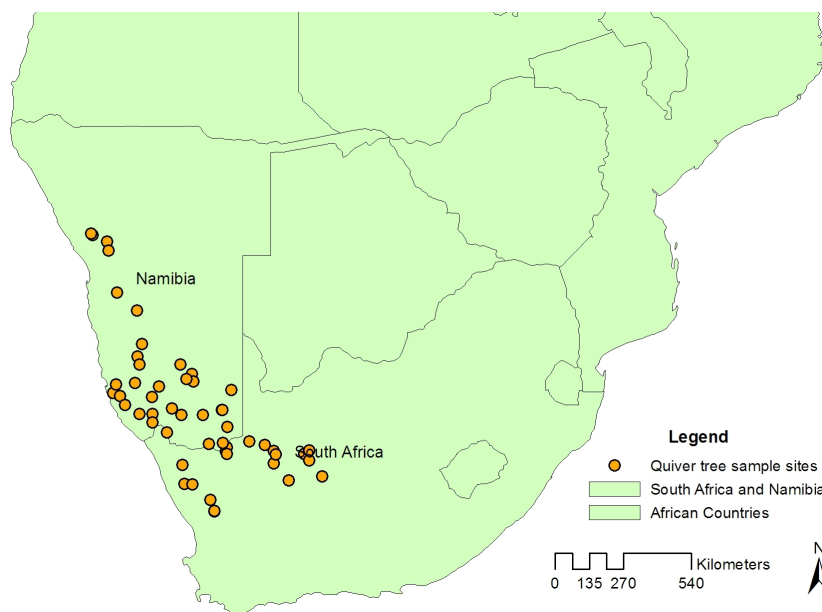 Namibia
South Africa
Legend
Quiver tree sample sites
South Africa and Namibia
African Countries
Kilometers
0 135 270 540
N